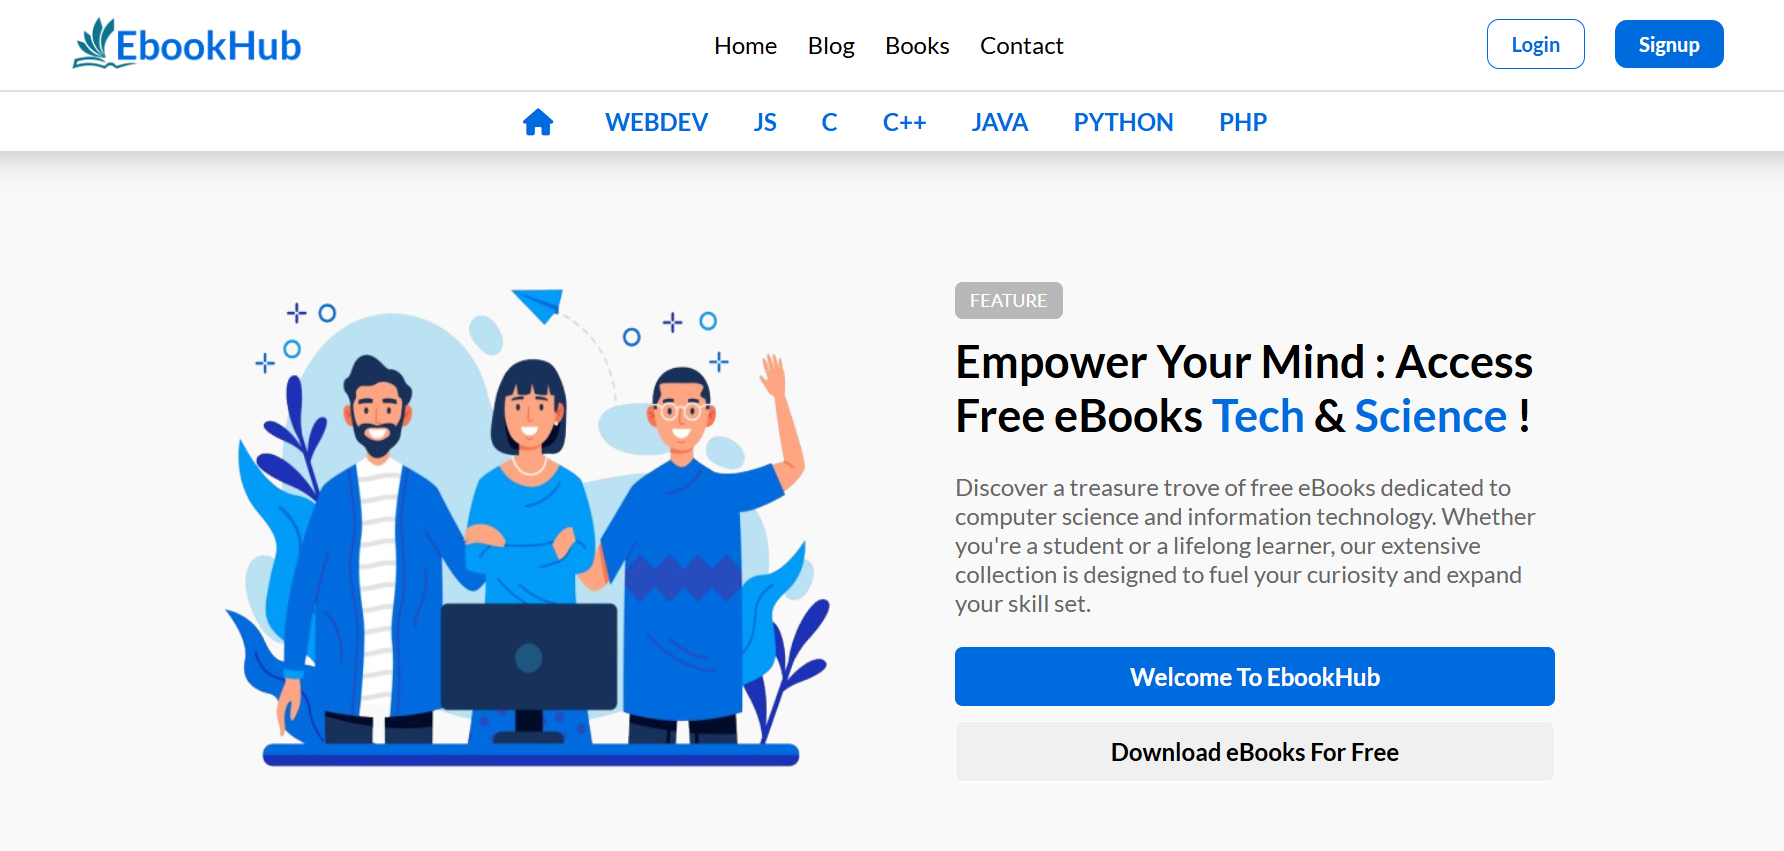 EbookHub
Home Blog Books Contact
Login Signup
WEBDEV JS C C++ JAVA PYTHON PHP
FEATURE
Empower Your Mind : Access
Free eBooks Tech & Science !
Discover a treasure trove of free eBooks dedicated to
computer science and information technology. Whether
you're a student or a lifelong learner, our extensive
collection is designed to fuel your curiosity and expand
your skill set.
Welcome To EbookHub
Download eBooks For Free